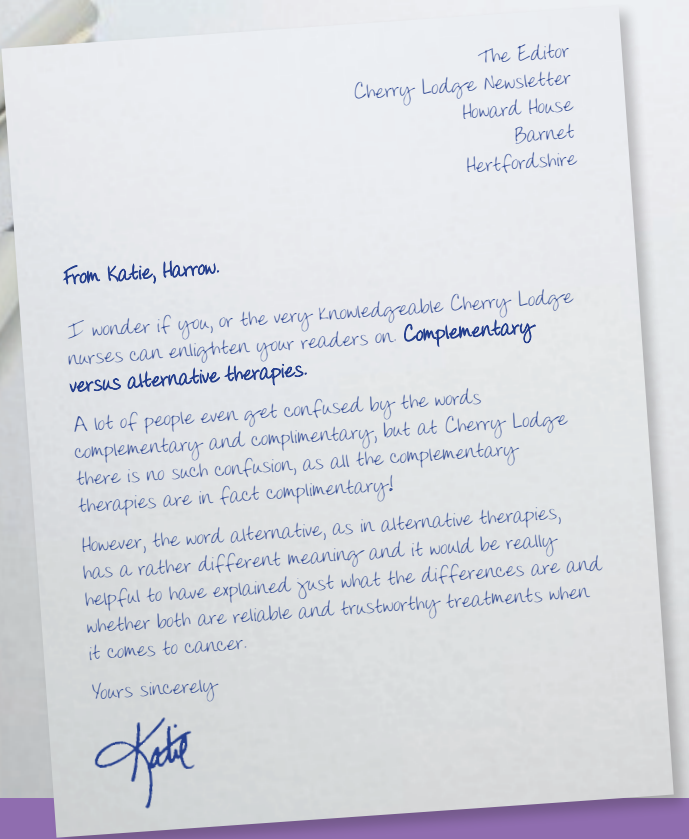 The Editor
Cherry Lodge Newsletter
Howard House
Barnet
Hertfordshire
From Katie, Harrow.
I wonder if you, or the very knowledgeable Cherry Lodge
nurses can enlighten your readers on Complementary
versus alternative therapies.
A lot of people even get confused by the words
complementary and complimentary, but at Cherry Lodge
there is no such confusion, as all the complementary
therapies are in fact complimentary!
However, the word alternative, as in alternative therapies,
has a rather different meaning and it would be really
helpful to have explained just what the differences are and
whether both are reliable and trustworthy treatments when
it comes to cancer.
Yours sincerely
Katie